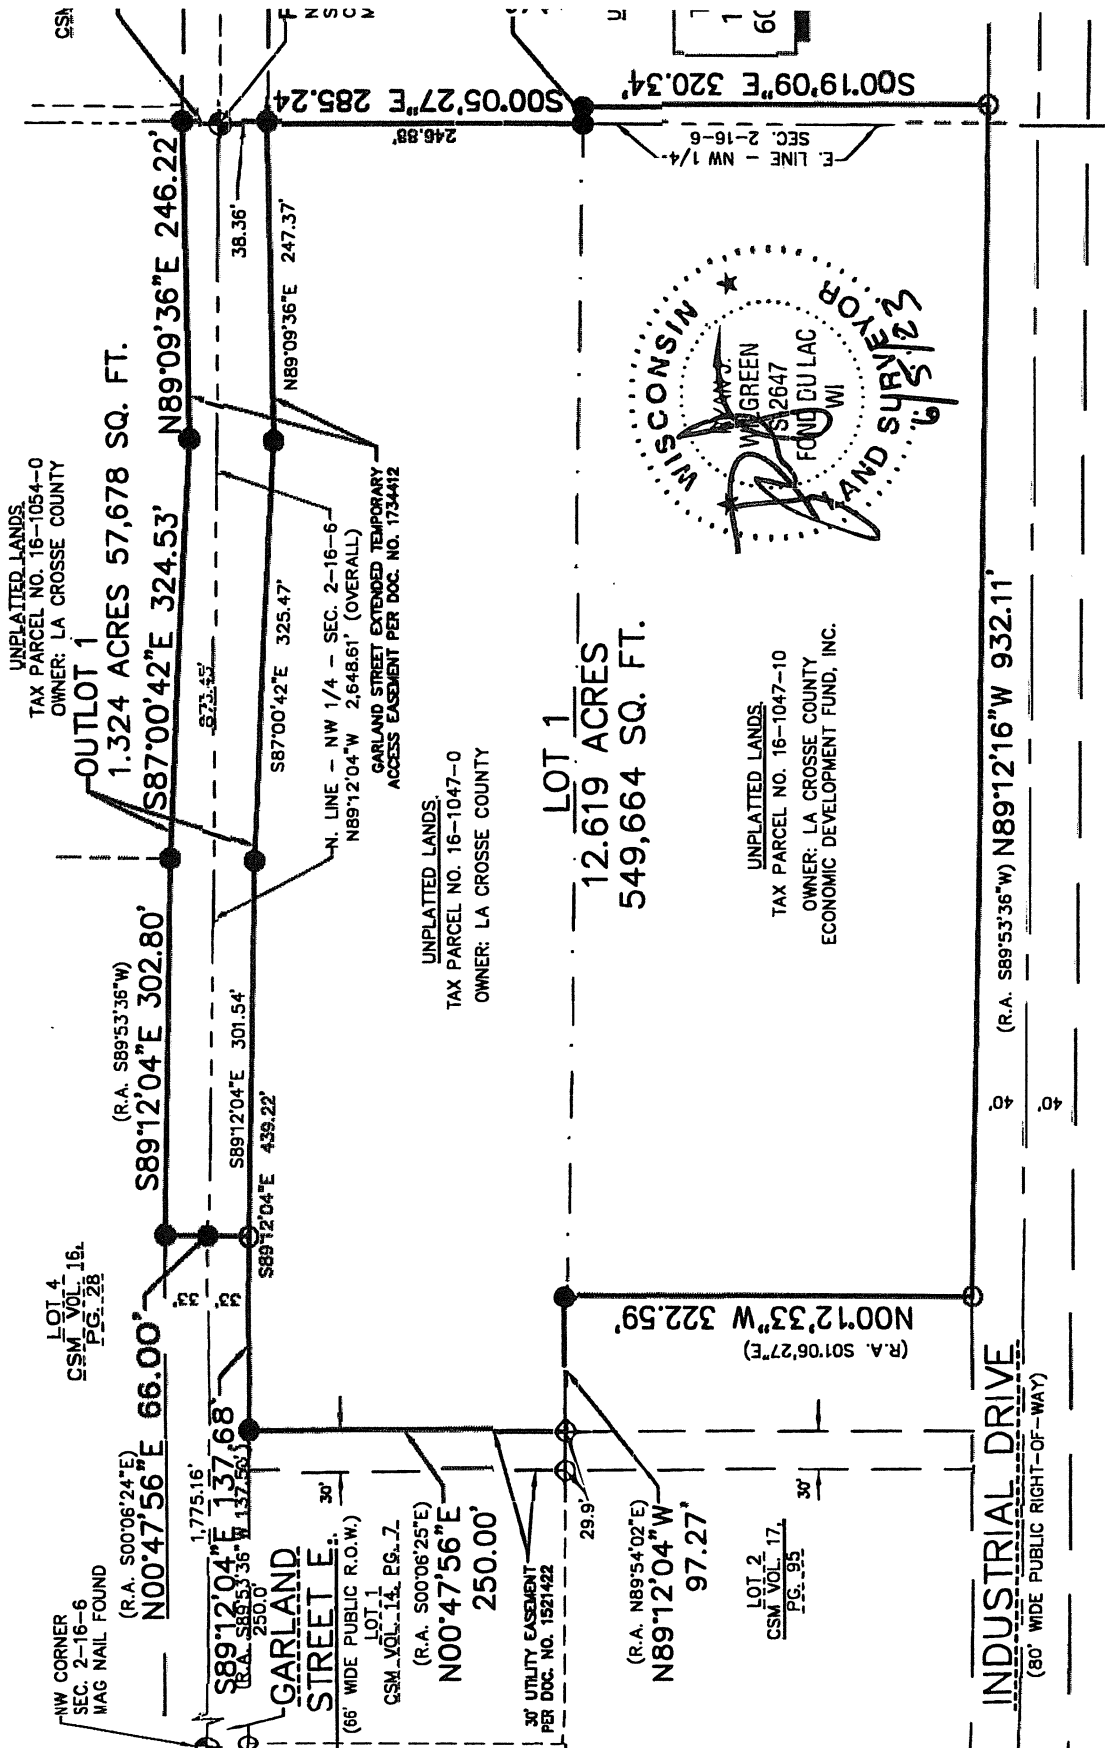 NW CORNER
SEC. 2-16-6
MAG NAIL FOUND
LOT 4
CSM VOL. 16,
PG. 28
(R.A. S00°06'24"E)
N00°47'56"E 66.00'
33'
33'
1,775.16'
S89°12'04"E 137.68'
(R.A. S89°53'36"W 137.50')
250.0'
GARLAND
STREET E.
(66' WIDE PUBLIC R.O.W.)
UNPLATTED LANDS
TAX PARCEL NO. 16-1054-0
OWNER: LA CROSSE COUNTY
OUTLOT 1
1.324 ACRES 57,678 SQ. FT.
(R.A. S89°53'36"W)
S89°12'04"E 302.80'
S87°00'42"E 324.53'
N89°09'36"E 246.22'
873.45'
S89°12'04"E 301.54'
S89°12'04"E 439.22'
S87°00'42"E 325.47'
N89°09'36"E 247.37'
38.36'
N. LINE - NW 1/4 - SEC. 2-16-6
N89°12'04"W 2,648.61' (OVERALL)
GARLAND STREET EXTENDED TEMPORARY
ACCESS EASEMENT PER DOC. NO. 1734412
CSM
S00°05'27"E 285.24'
246.88'
LOT 1
CSM VOL. 14, PG. 7
(R.A. S00°06'25"E)
N00°47'56"E
250.00'
30'
30' UTILITY EASEMENT
PER DOC. NO. 1521422
29.9'
UNPLATTED LANDS
TAX PARCEL NO. 16-1047-0
OWNER: LA CROSSE COUNTY
LOT 1
12.619 ACRES
549,664 SQ. FT.
UNPLATTED LANDS
TAX PARCEL NO. 16-1047-10
OWNER: LA CROSSE COUNTY
ECONOMIC DEVELOPMENT FUND, INC.
(R.A. N89°54'02"E)
N89°12'04"W
97.27'
LOT 2
CSM VOL. 17,
PG. 95
30'
N00°12'33"W 322.59'
(R.A. S01°06'27"E)
E. LINE - NW 1/4
SEC. 2-16-6
S00°19'09"E 320.34'
WISCONSIN
GREEN
S-2647
FOND DU LAC
WI
LAND SURVEYOR
6/5/23
(R.A. S89°53'36"W) N89°12'16"W 932.11'
40'
40'
INDUSTRIAL DRIVE
(80' WIDE PUBLIC RIGHT-OF-WAY)